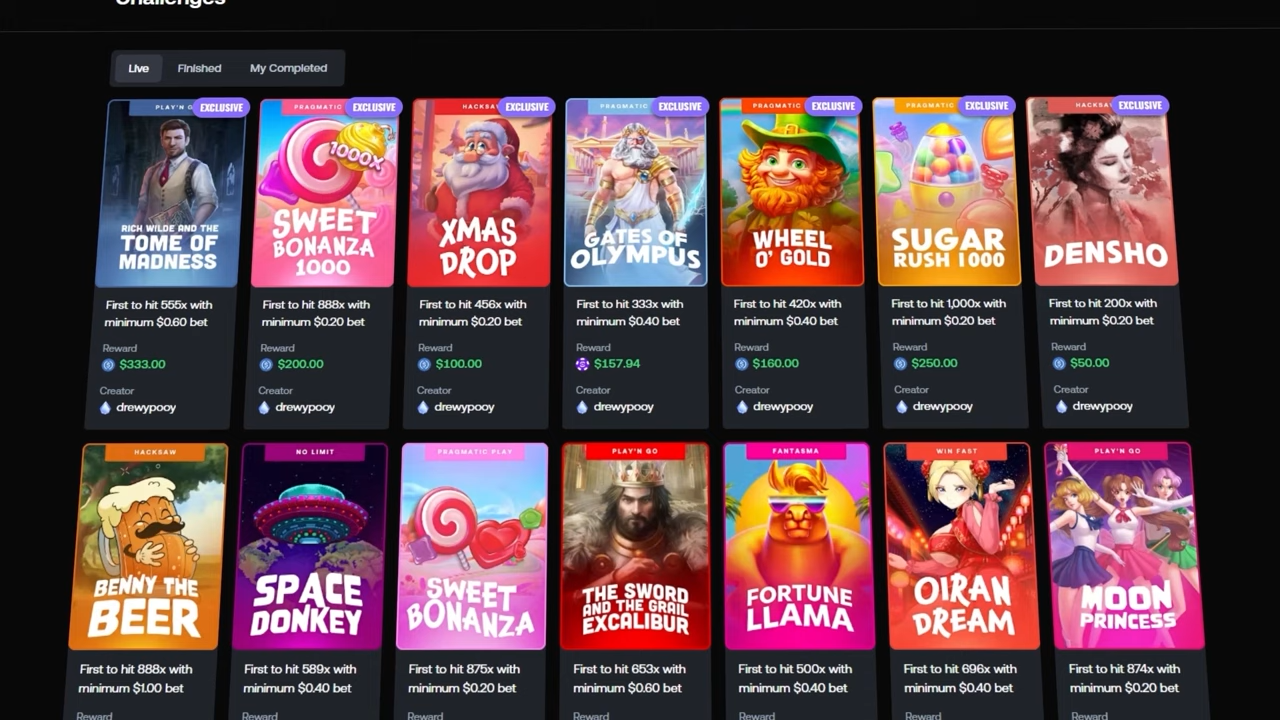 Challenges
Live Finished My Completed
PLAY'N G EXCLUSIVE
RICH WILDE AND THE
TOME OF
MADNESS
First to hit 555x with
minimum $0.60 bet
Reward
$333.00
Creator
drewypooy
PRAGMATIC EXCLUSIVE
1000X
SWEET
BONANZA
1000
First to hit 888x with
minimum $0.20 bet
Reward
$200.00
Creator
drewypooy
HACKSAW EXCLUSIVE
XMAS
DROP
First to hit 456x with
minimum $0.20 bet
Reward
$100.00
Creator
drewypooy
PRAGMATIC EXCLUSIVE
GATES OF
OLYMPUS
First to hit 333x with
minimum $0.40 bet
Reward
$157.94
Creator
drewypooy
PRAGMATIC EXCLUSIVE
WHEEL
O' GOLD
First to hit 420x with
minimum $0.40 bet
Reward
$160.00
Creator
drewypooy
PRAGMATIC EXCLUSIVE
SUGAR
RUSH 1000
First to hit 1,000x with
minimum $0.20 bet
Reward
$250.00
Creator
drewypooy
HACKSAW EXCLUSIVE
DENSHO
First to hit 200x with
minimum $0.20 bet
Reward
$50.00
Creator
drewypooy
HACKSAW
BENNY THE
BEER
First to hit 888x with
minimum $1.00 bet
Reward
NO LIMIT
SPACE
DONKEY
First to hit 589x with
minimum $0.40 bet
Reward
PRAGMATIC PLAY
SWEET
BONANZA
First to hit 875x with
minimum $0.20 bet
Reward
PLAY'N GO
THE SWORD
AND THE GRAIL
EXCALIBUR
First to hit 653x with
minimum $0.60 bet
Reward
FANTASMA
FORTUNE
LLAMA
First to hit 500x with
minimum $0.40 bet
Reward
WIN FAST
OIRAN
DREAM
First to hit 696x with
minimum $0.40 bet
Reward
PLAY'N GO
MOON
PRINCESS
First to hit 874x with
minimum $0.20 bet
Reward